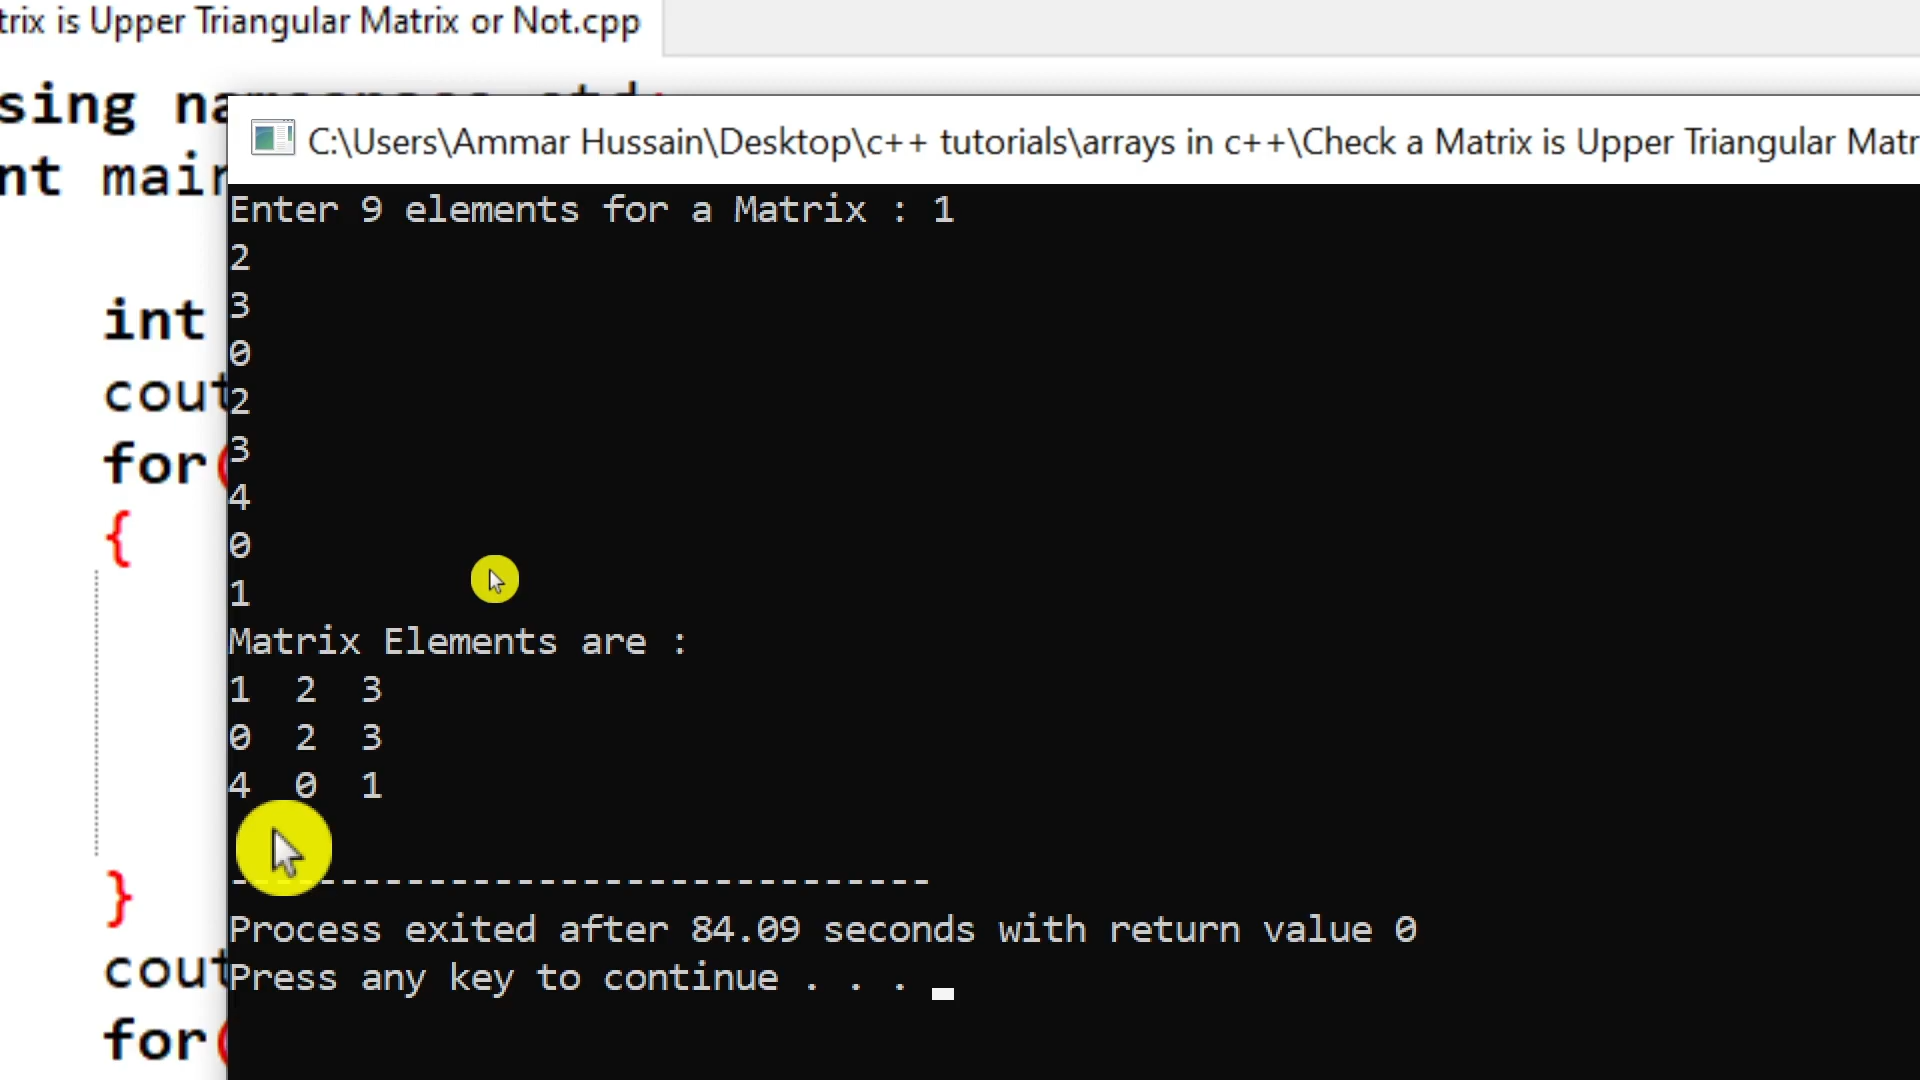 trix is Upper Triangular Matrix or Not.cpp
sing namespace std;
C:\Users\Ammar Hussain\Desktop\c++ tutorials\arrays in c++\Check a Matrix is Upper Triangular Matr
nt main
Enter 9 elements for a Matrix : 1
2
3
0
int
cout
2
for(
3
4
{
0
1
Matrix Elements are :
1 2 3
0 2 3
4 0 1
}
--------------------------------
Process exited after 84.09 seconds with return value 0
cout
Press any key to continue . . .
for(